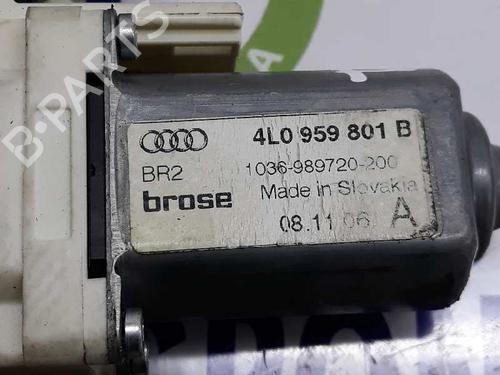 4L0 959 801 B
BR2 1036-989720-200
brose Made in Slovakia
08.11 06 A
B-PARTS